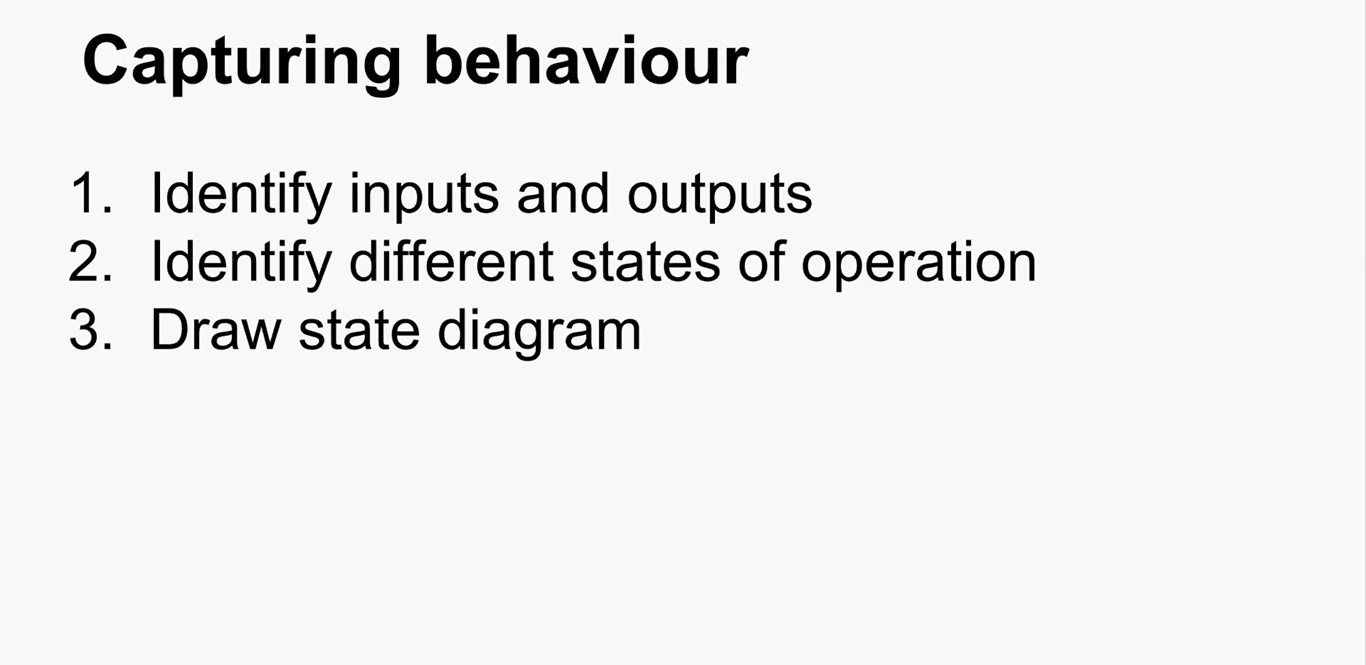 Capturing behaviour
1. Identify inputs and outputs
2. Identify different states of operation
3. Draw state diagram